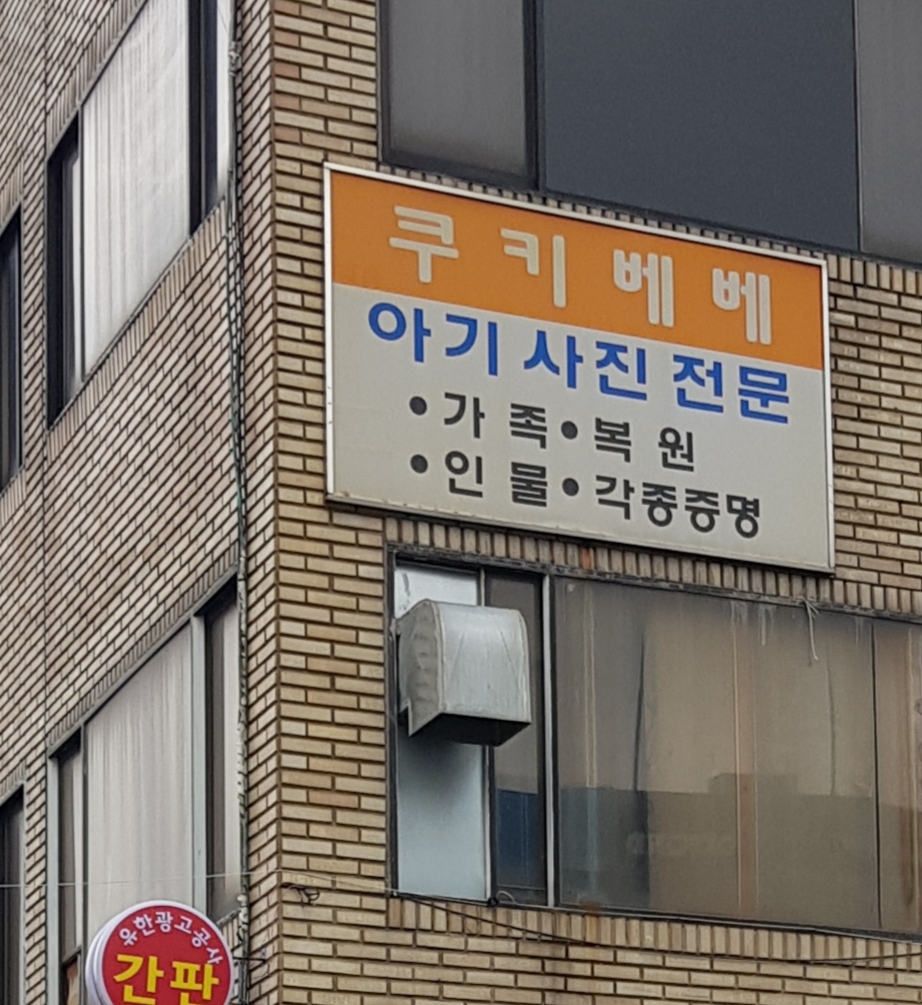 쿠키베베
아기사진 전문
•가족•복원
•인물•각종증명
유한광고공사
간판